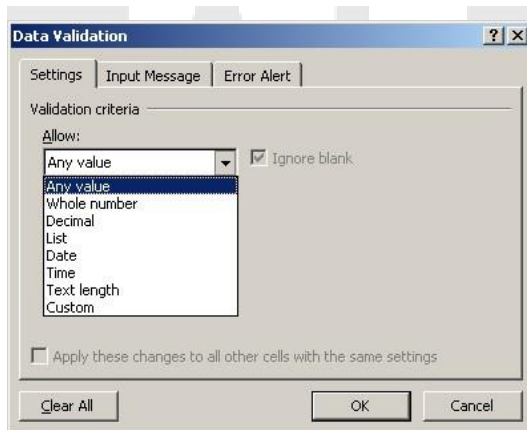 Data Validation
Settings
Input Message
Error Alert
Validation criteria
Allow:
Any value
Ignore blank
Any value
Whole number
Decimal
List
Date
Time
Text length
Custom
Apply these changes to all other cells with the same settings
Clear All
OK
Cancel